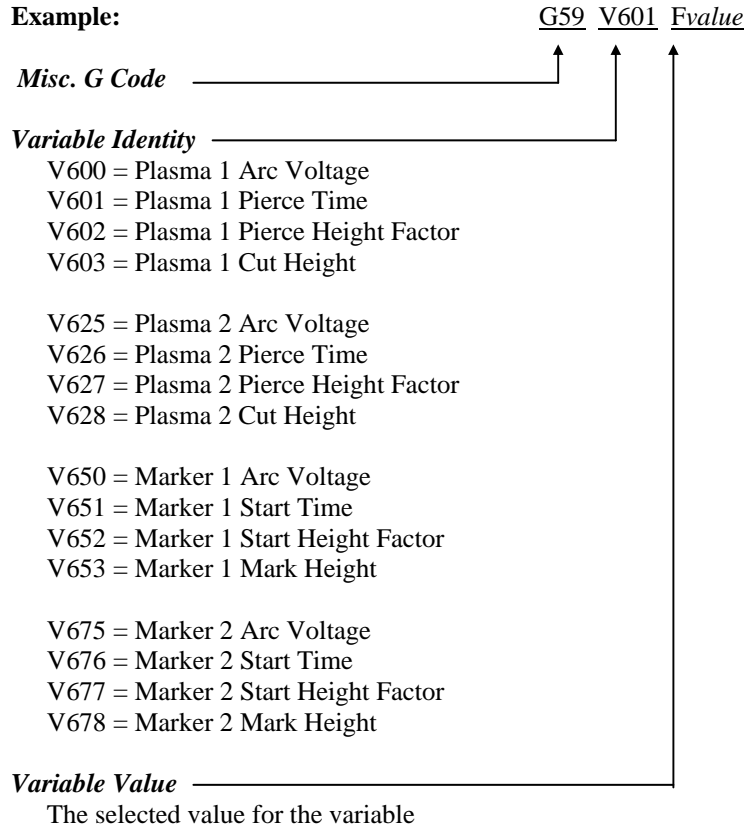 Example: G59 V601 Fvalue
Misc. G Code
Variable Identity
V600 = Plasma 1 Arc Voltage
V601 = Plasma 1 Pierce Time
V602 = Plasma 1 Pierce Height Factor
V603 = Plasma 1 Cut Height
V625 = Plasma 2 Arc Voltage
V626 = Plasma 2 Pierce Time
V627 = Plasma 2 Pierce Height Factor
V628 = Plasma 2 Cut Height
V650 = Marker 1 Arc Voltage
V651 = Marker 1 Start Time
V652 = Marker 1 Start Height Factor
V653 = Marker 1 Mark Height
V675 = Marker 2 Arc Voltage
V676 = Marker 2 Start Time
V677 = Marker 2 Start Height Factor
V678 = Marker 2 Mark Height
Variable Value
The selected value for the variable